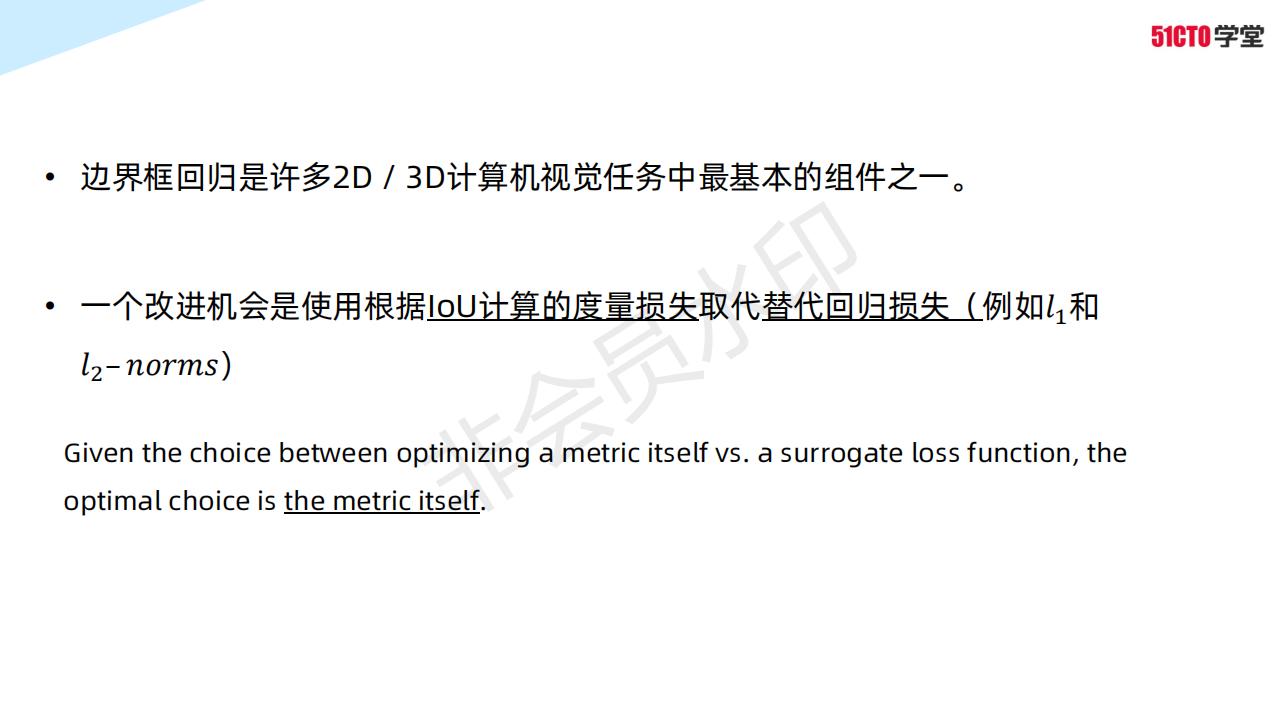 51CTO学堂
• 边界框回归是许多2D / 3D计算机视觉任务中最基本的组件之一。
• 一个改进机会是使用根据IoU计算的度量损失取代替代回归损失（例如l₁和
l₂–norms）
Given the choice between optimizing a metric itself vs. a surrogate loss function, the
optimal choice is the metric itself.
非会员水印